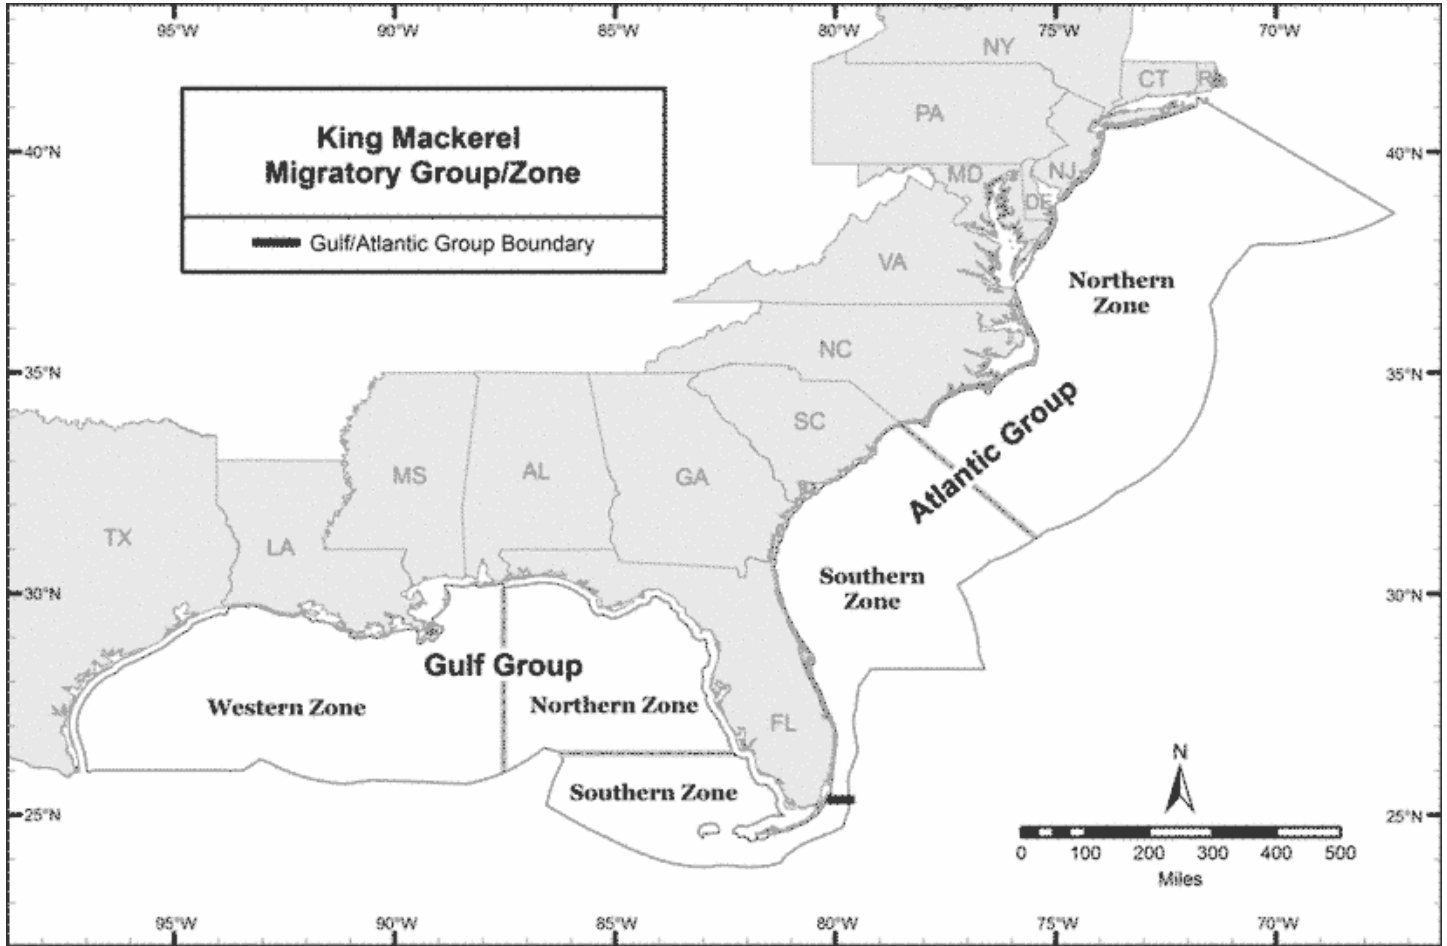 95°W 90°W 85°W 80°W 75°W 70°W
NY
CT
PA
King Mackerel
Migratory Group/Zone
40°N 40°N
MD NJ
DE
Gulf/Atlantic Group Boundary
VA
Northern
Zone
NC
35°N 35°N
Atlantic Group
SC
MS AL GA
TX LA
Southern
Zone
30°N 30°N
Gulf Group
Western Zone Northern Zone
FL
N
Southern Zone
25°N 25°N
0 100 200 300 400 500
Miles
95°W 90°W 85°W 80°W 75°W 70°W